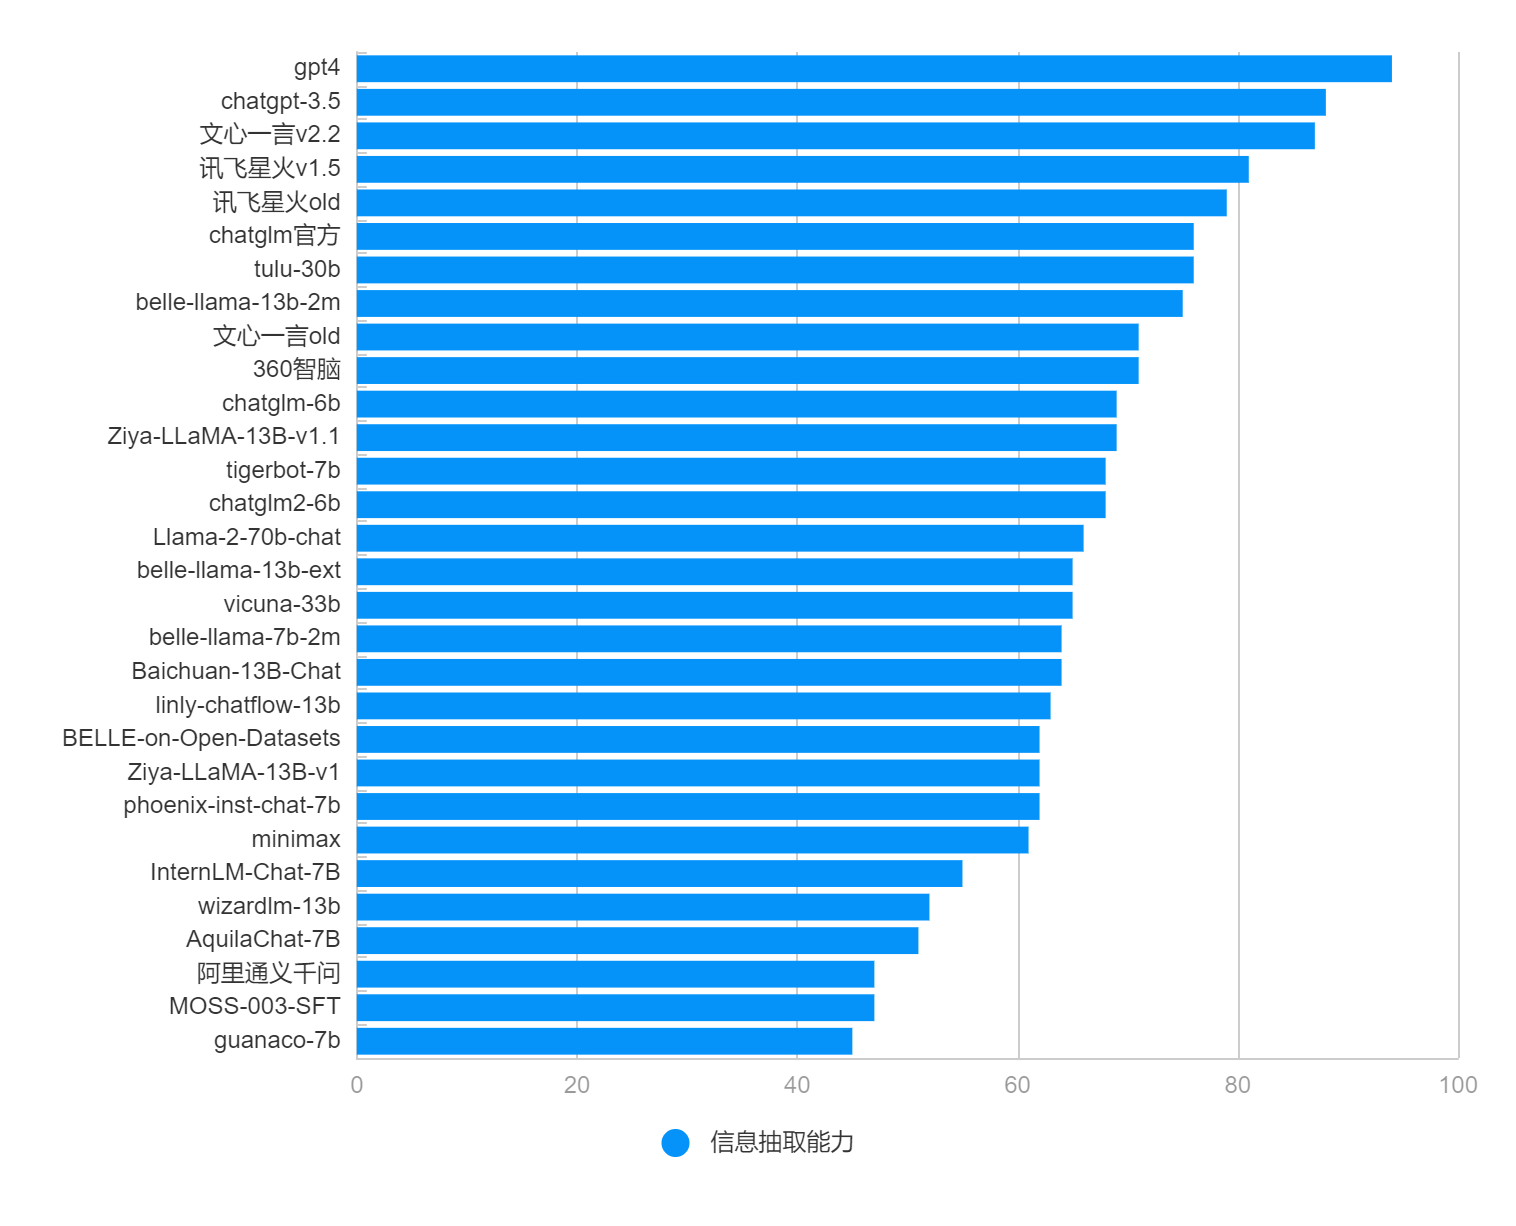 gpt4
chatgpt-3.5
文心一言v2.2
讯飞星火v1.5
讯飞星火old
chatglm官方
tulu-30b
belle-llama-13b-2m
文心一言old
360智脑
chatglm-6b
Ziya-LLaMA-13B-v1.1
tigerbot-7b
chatglm2-6b
Llama-2-70b-chat
belle-llama-13b-ext
vicuna-33b
belle-llama-7b-2m
Baichuan-13B-Chat
linly-chatflow-13b
BELLE-on-Open-Datasets
Ziya-LLaMA-13B-v1
phoenix-inst-chat-7b
minimax
InternLM-Chat-7B
wizardlm-13b
AquilaChat-7B
阿里通义千问
MOSS-003-SFT
guanaco-7b
0 20 40 60 80 100
信息抽取能力